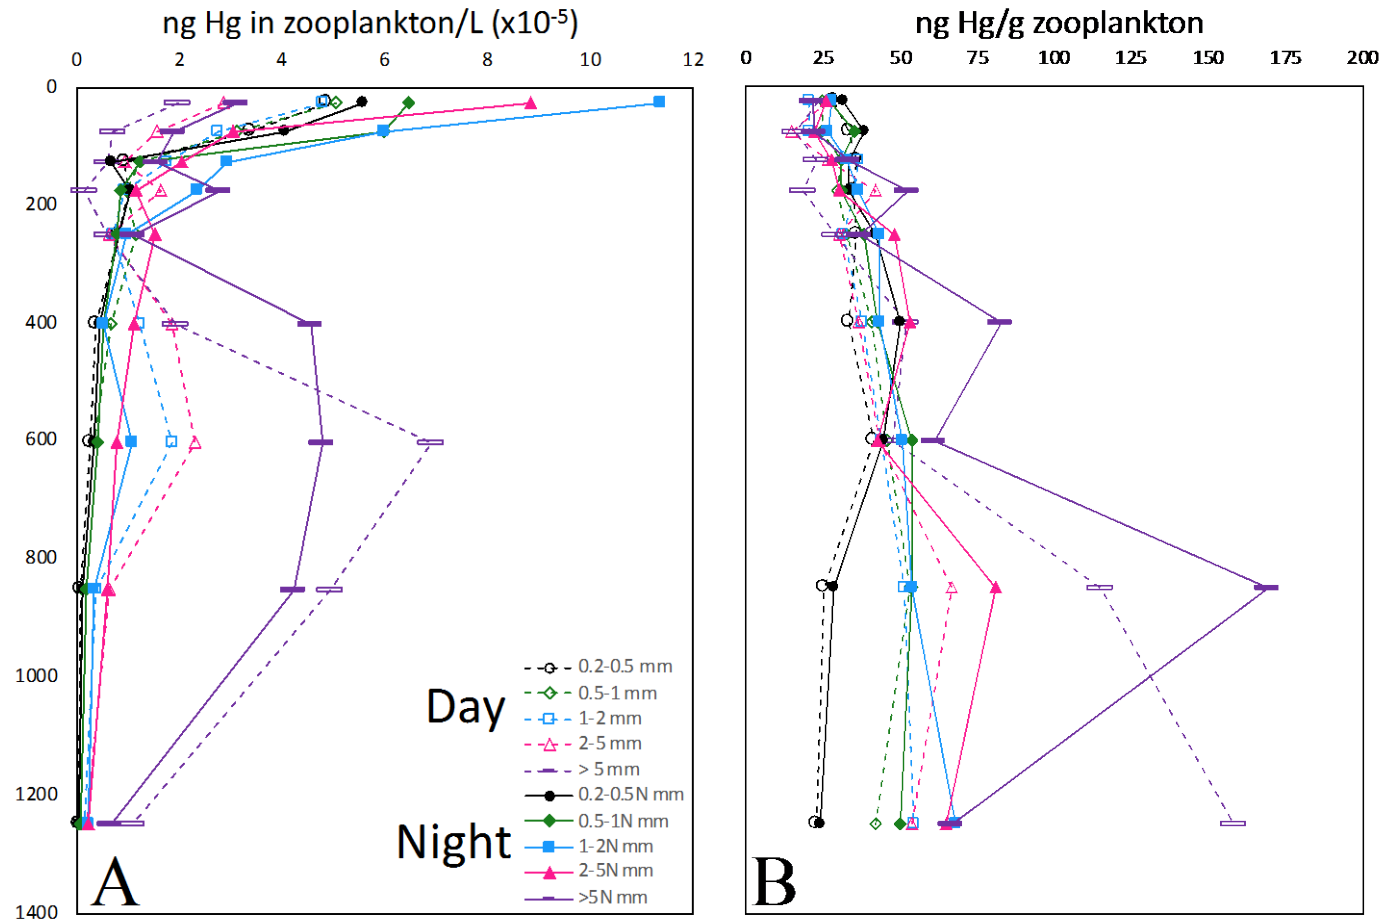 ng Hg in zooplankton/L (x10-5)
0 2 4 6 8 10 12
0
200
400
600
800
1000
1200
1400
Day
0.2-0.5 mm
0.5-1 mm
1-2 mm
2-5 mm
> 5 mm
Night
0.2-0.5N mm
0.5-1N mm
1-2N mm
2-5N mm
>5N mm
A
ng Hg/g zooplankton
0 25 50 75 100 125 150 175 200
B